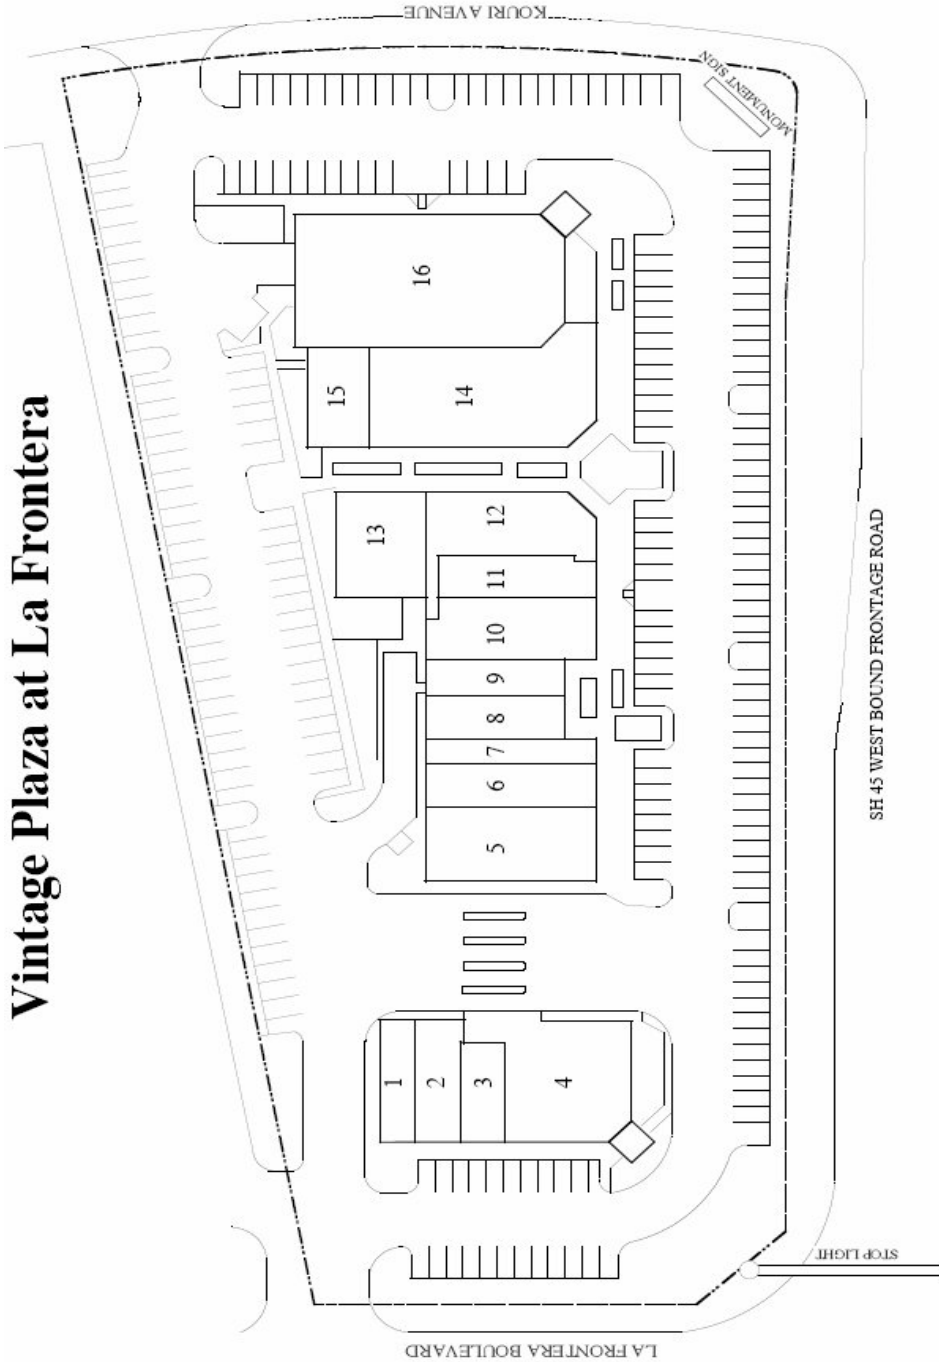 Vintage Plaza at La Frontera
KOURI AVENUE
MONUMENT SIGN
16
15
14
13
12
11
10
9
8
7
6
5
1
2
3
4
SH 45 WEST BOUND FRONTAGE ROAD
STOP LIGHT
LA FRONTERA BOULEVARD